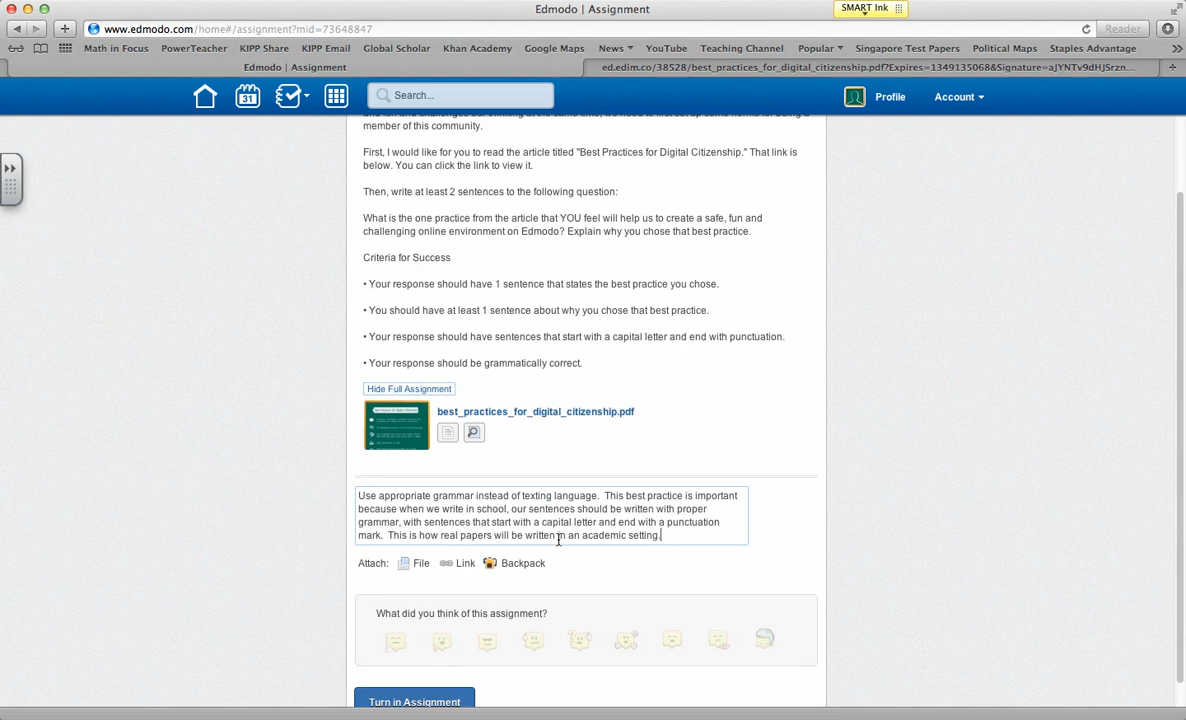 Edmodo | Assignment
SMART Ink
www.edmodo.com/home#/assignment?mid=73648847
Reader
Math in Focus PowerTeacher KIPP Share KIPP Email Global Scholar Khan Academy Google Maps News YouTube Teaching Channel Popular Singapore Test Papers Political Maps Staples Advantage
Edmodo | Assignment
ed.edim.co/38528/best_practices_for_digital_citizenship.pdf?Expires=1349135068&Signature=aJYNTv9dHJSrzn...
31
Search...
Profile
Account
member of this community.
First, I would like for you to read the article titled "Best Practices for Digital Citizenship." That link is
below. You can click the link to view it.
Then, write at least 2 sentences to the following question:
What is the one practice from the article that YOU feel will help us to create a safe, fun and
challenging online environment on Edmodo? Explain why you chose that best practice.
Criteria for Success
• Your response should have 1 sentence that states the best practice you chose.
• You should have at least 1 sentence about why you chose that best practice.
• Your response should have sentences that start with a capital letter and end with punctuation.
• Your response should be grammatically correct.
Hide Full Assignment
best_practices_for_digital_citizenship.pdf
Use appropriate grammar instead of texting language. This best practice is important
because when we write in school, our sentences should be written with proper
grammar, with sentences that start with a capital letter and end with a punctuation
mark. This is how real papers will be written in an academic setting.
Attach: File Link Backpack
What did you think of this assignment?
Turn in Assignment